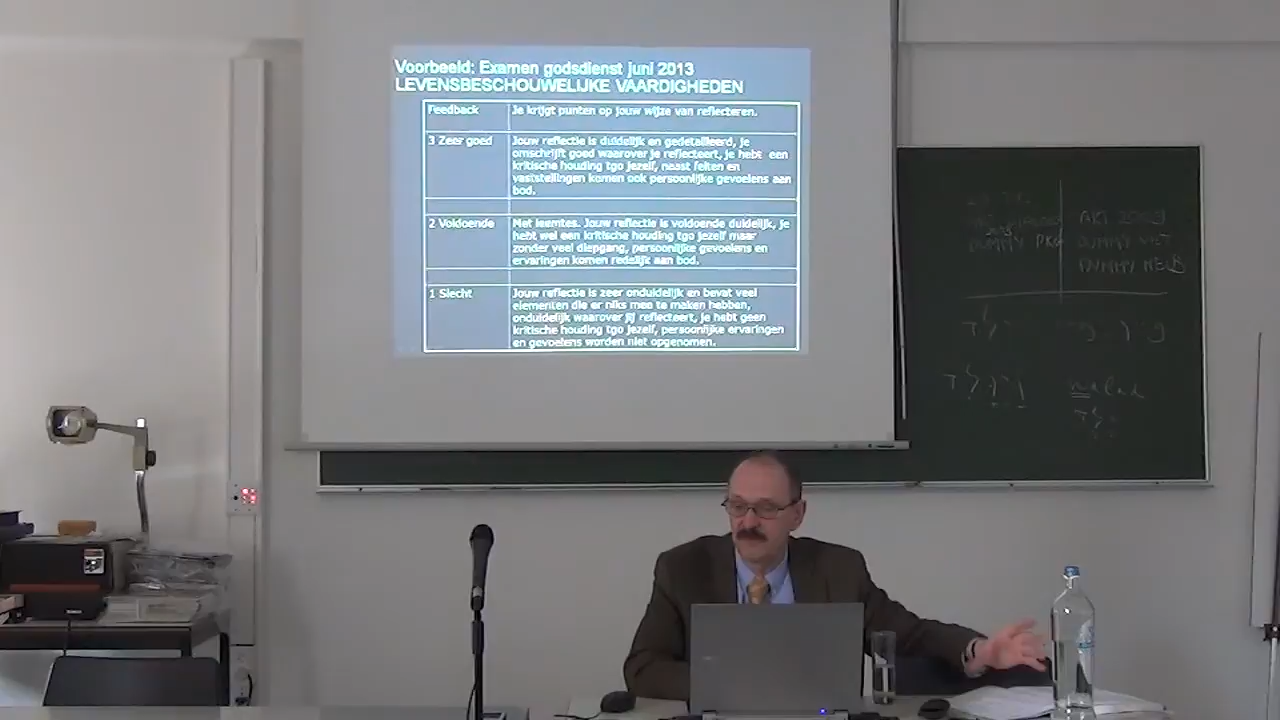 Voorbeeld: Examen godsdienst juni 2013
LEVENSBESCHOUWELIJKE VAARDIGHEDEN
Feedback
Je krijgt punten op jouw wijze van reflecteren.
3 Zeer goed
Jouw reflectie is duidelijk en gedetailleerd, je
omschrijft goed waarover je reflecteert, je hebt een
kritische houding tgo jezelf, naast feiten en
vaststellingen komen ook persoonlijke gevoelens aan
bod.
2 Voldoende
Met leemtes. Jouw reflectie is voldoende duidelijk, je
hebt wel een kritische houding tgo jezelf maar
zonder veel diepgang, persoonlijke gevoelens en
ervaringen komen redelijk aan bod.
1 Slecht
Jouw reflectie is zeer onduidelijk en bevat veel
elementen die er niks mee te maken hebben,
onduidelijk waarover jij reflecteert, je hebt geen
kritische houding tgo jezelf, persoonlijke ervaringen
en gevoelens worden niet opgenomen.
DUMMY
DUMMY
DUMMY